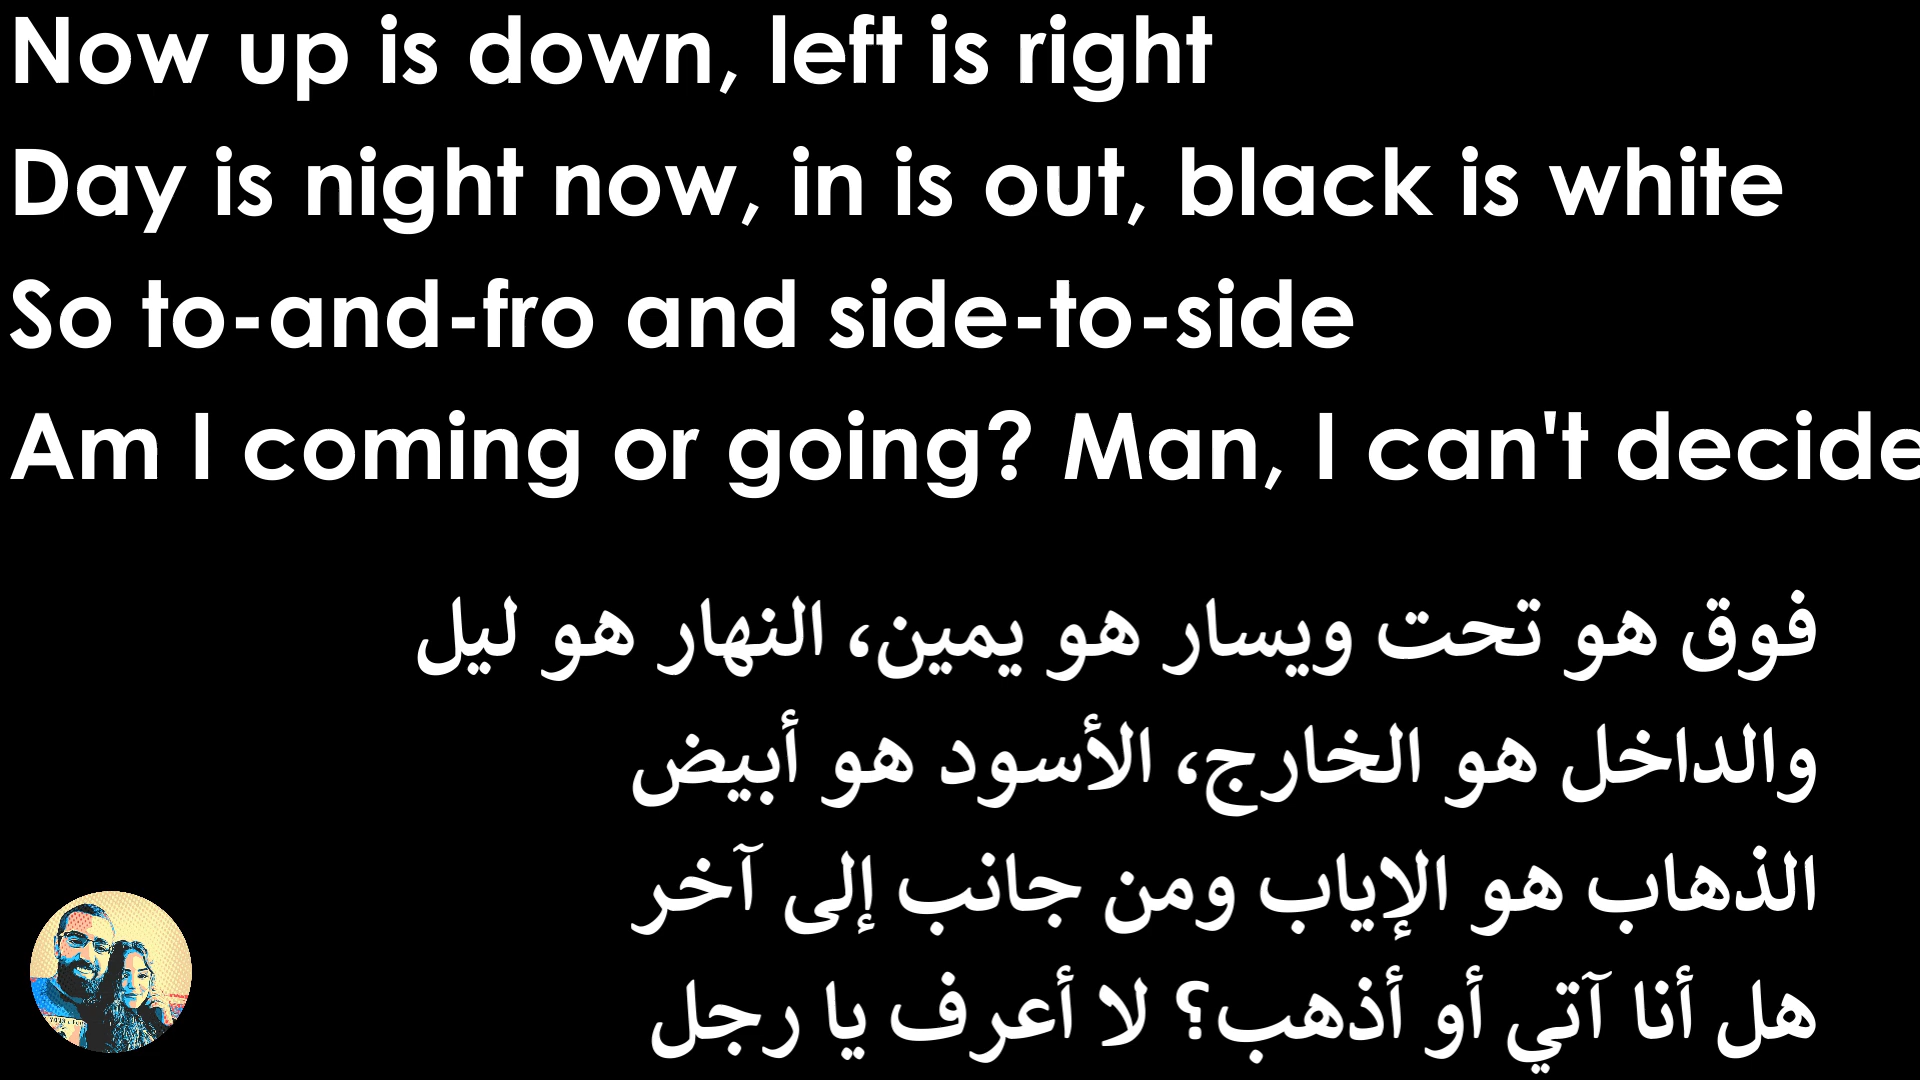 Now up is down, left is right
Day is night now, in is out, black is white
So to-and-fro and side-to-side
Am I coming or going? Man, I can't decide
فوق هو تحت ويسار هو يمين، النهار هو ليل
والداخل هو الخارج، الأسود هو أبيض
الذهاب هو الإياب ومن جانب إلى آخر
هل أنا آتي أو أذهب؟ لا أعرف يا رجل